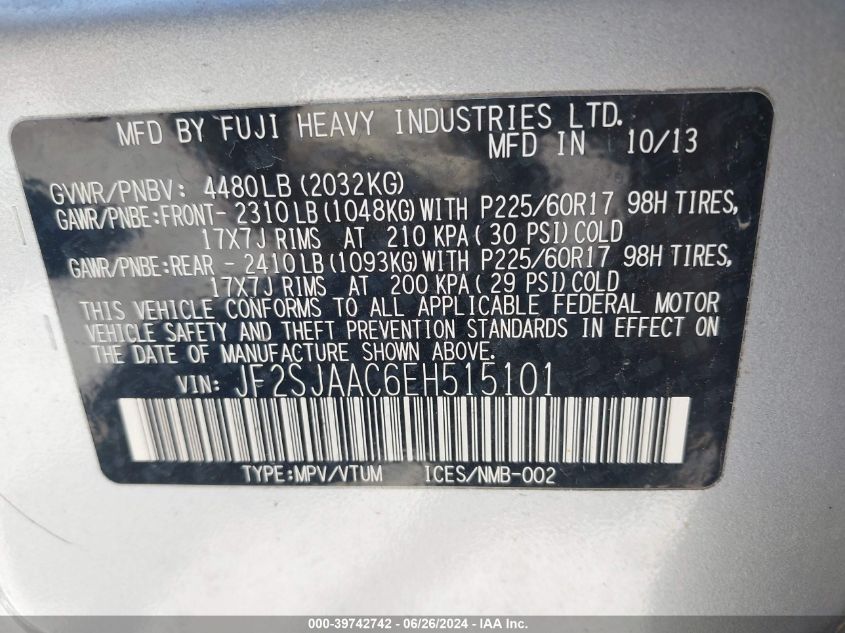 MFD BY FUJI HEAVY INDUSTRIES LTD.
MFD IN 10/13
GVWR/PNBV: 4480LB (2032KG)
GAWR/PNBE:FRONT- 2310LB (1048KG) WITH P225/60R17 98H TIRES,
17X7J RIMS AT 210 KPA ( 30 PSI) COLD
GAWR/PNBE:REAR - 2410LB (1093KG) WITH P225/60R17 98H TIRES,
17X7J RIMS AT 200 KPA ( 29 PSI) COLD
THIS VEHICLE CONFORMS TO ALL APPLICABLE FEDERAL MOTOR
VEHICLE SAFETY AND THEFT PREVENTION STANDARDS IN EFFECT ON
THE DATE OF MANUFACTURE SHOWN ABOVE.
VIN: JF2SJAAC6EH515101
TYPE:MPV/VTUM ICES/NMB-002
000-39742742 / 06/26/2024 - IAA Inc.